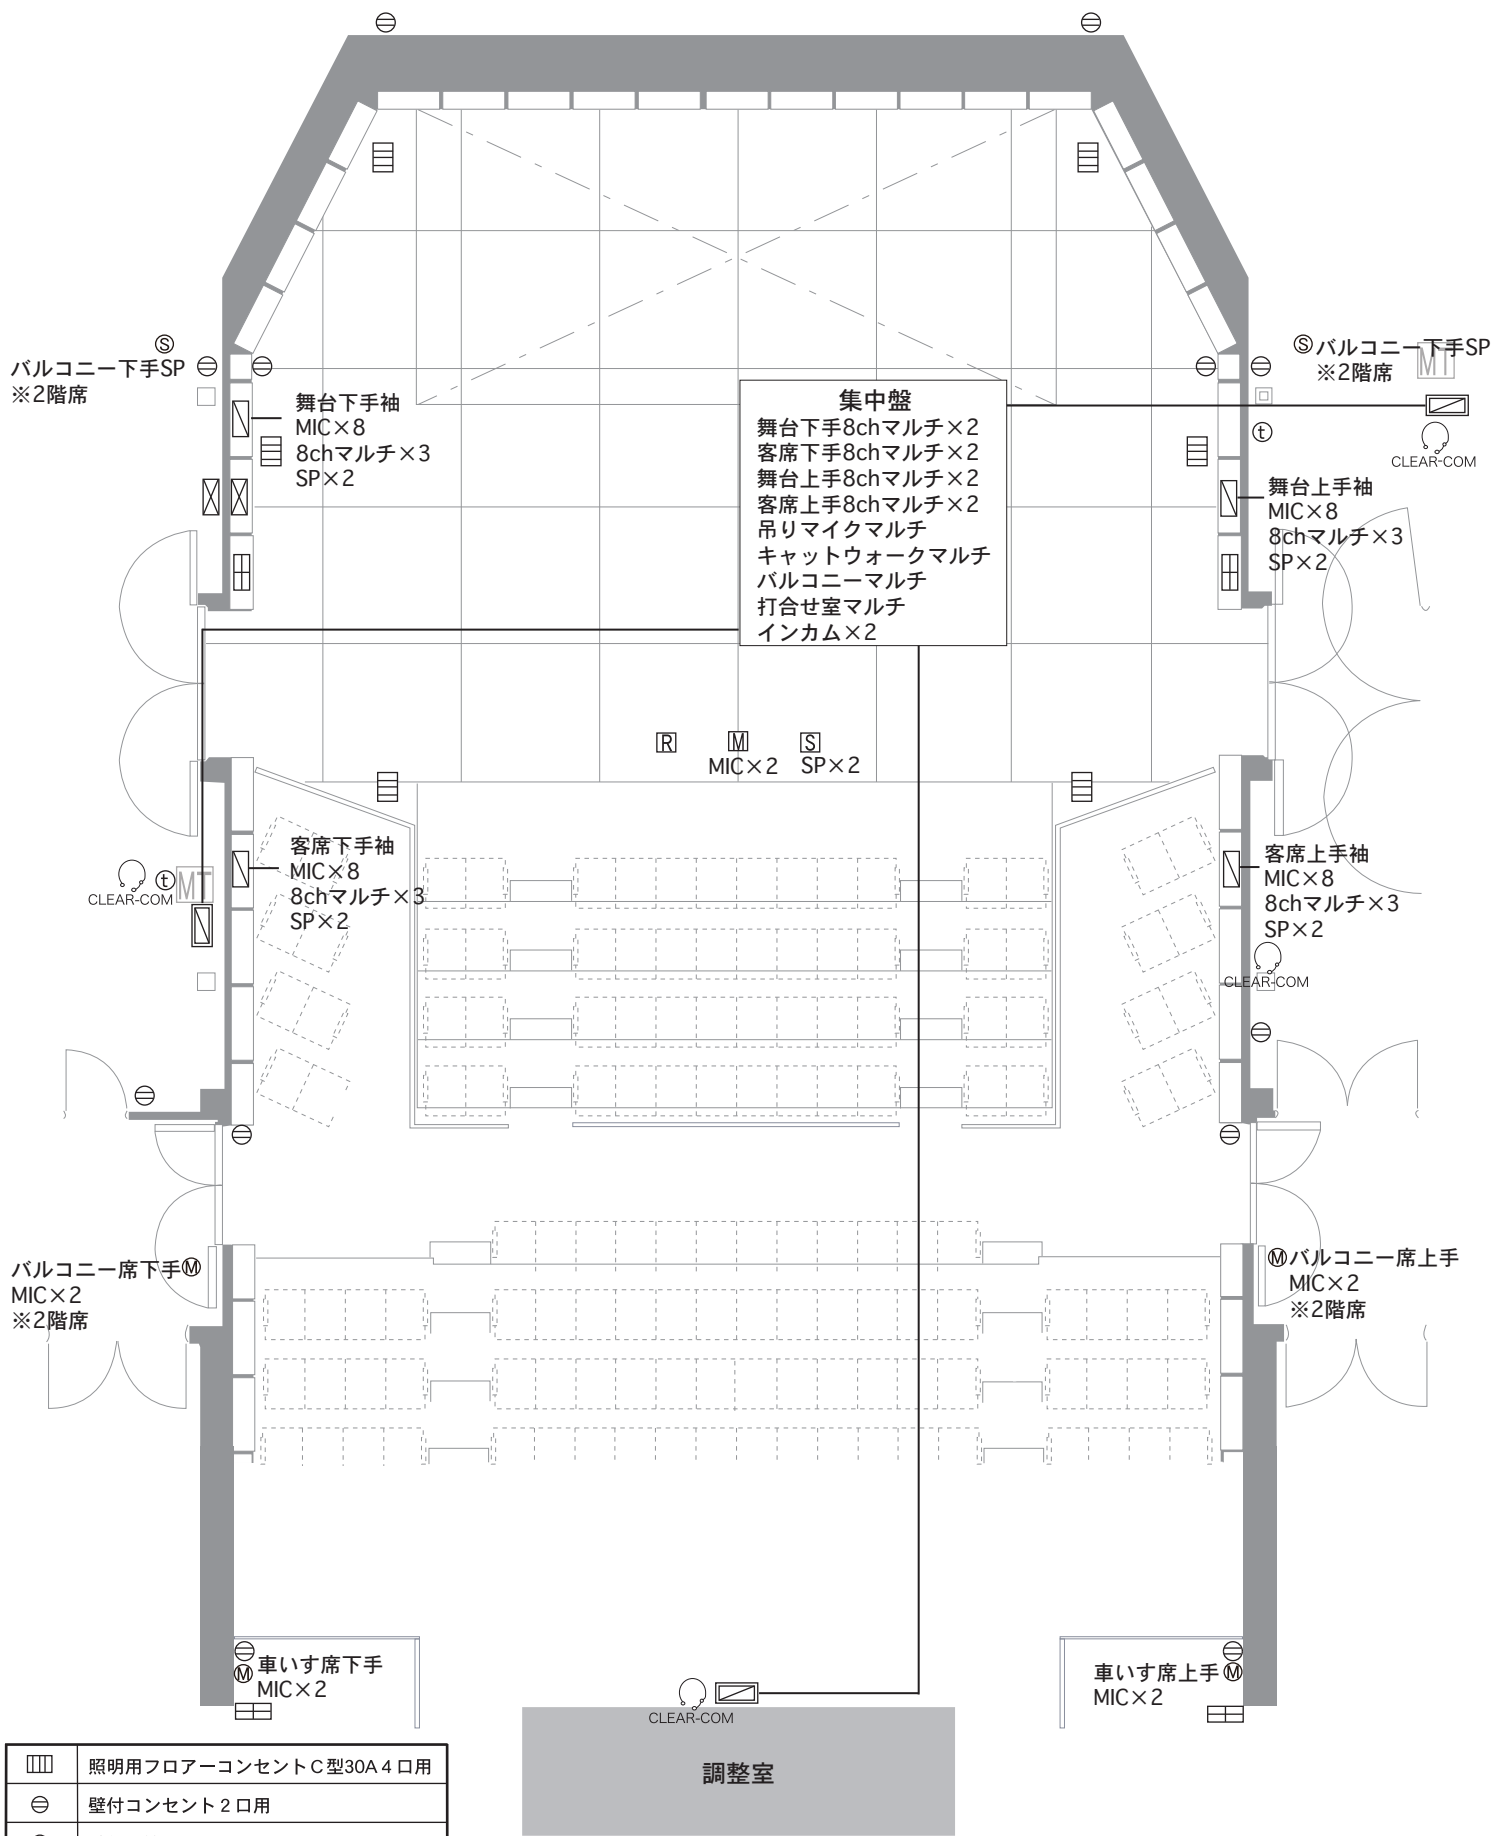 Ⓢ
バルコニー下手SP
※2階席
Ⓢバルコニー下手SP
※2階席
MT
CLEAR-COM
舞台下手袖
MIC×8
8chマルチ×3
SP×2
集中盤
舞台下手8chマルチ×2
客席下手8chマルチ×2
舞台上手8chマルチ×2
客席上手8chマルチ×2
吊りマイクマルチ
キャットウォークマルチ
バルコニーマルチ
打合せ室マルチ
インカム×2
ⓣ
舞台上手袖
MIC×8
8chマルチ×3
SP×2
R
M
MIC×2
S
SP×2
CLEAR-COM
ⓣ
MT
客席下手袖
MIC×8
8chマルチ×3
SP×2
客席上手袖
MIC×8
8chマルチ×3
SP×2
CLEAR-COM
バルコニー席下手Ⓜ
MIC×2
※2階席
Ⓜバルコニー席上手
MIC×2
※2階席
Ⓜ車いす席下手
MIC×2
車いす席上手Ⓜ
MIC×2
CLEAR-COM
調整室
照明用フロアーコンセントC型30A4口用
壁付コンセント2口用